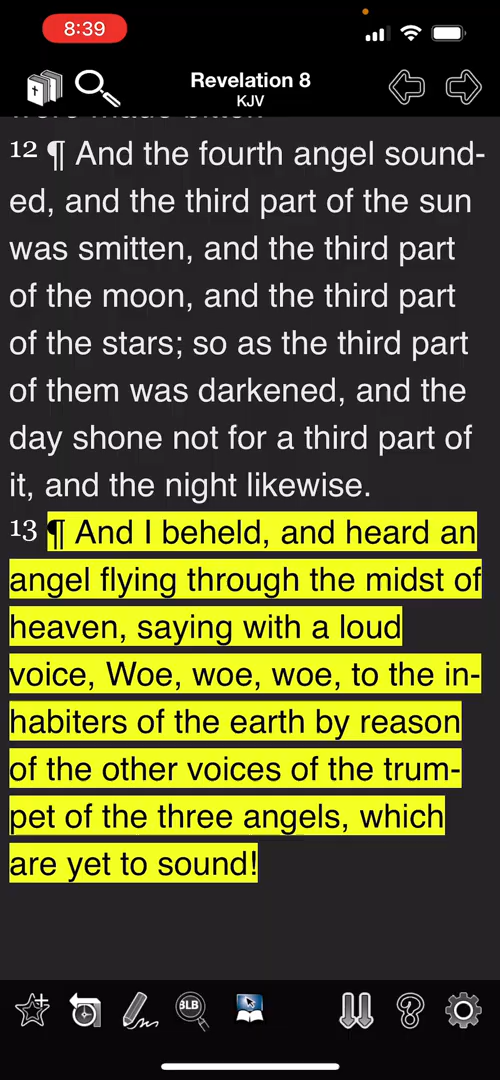 8:39
Revelation 8
KJV
12 ¶ And the fourth angel sound-
ed, and the third part of the sun
was smitten, and the third part
of the moon, and the third part
of the stars; so as the third part
of them was darkened, and the
day shone not for a third part of
it, and the night likewise.
13 ¶ And I beheld, and heard an
angel flying through the midst of
heaven, saying with a loud
voice, Woe, woe, woe, to the in-
habiters of the earth by reason
of the other voices of the trum-
pet of the three angels, which
are yet to sound!
BLB